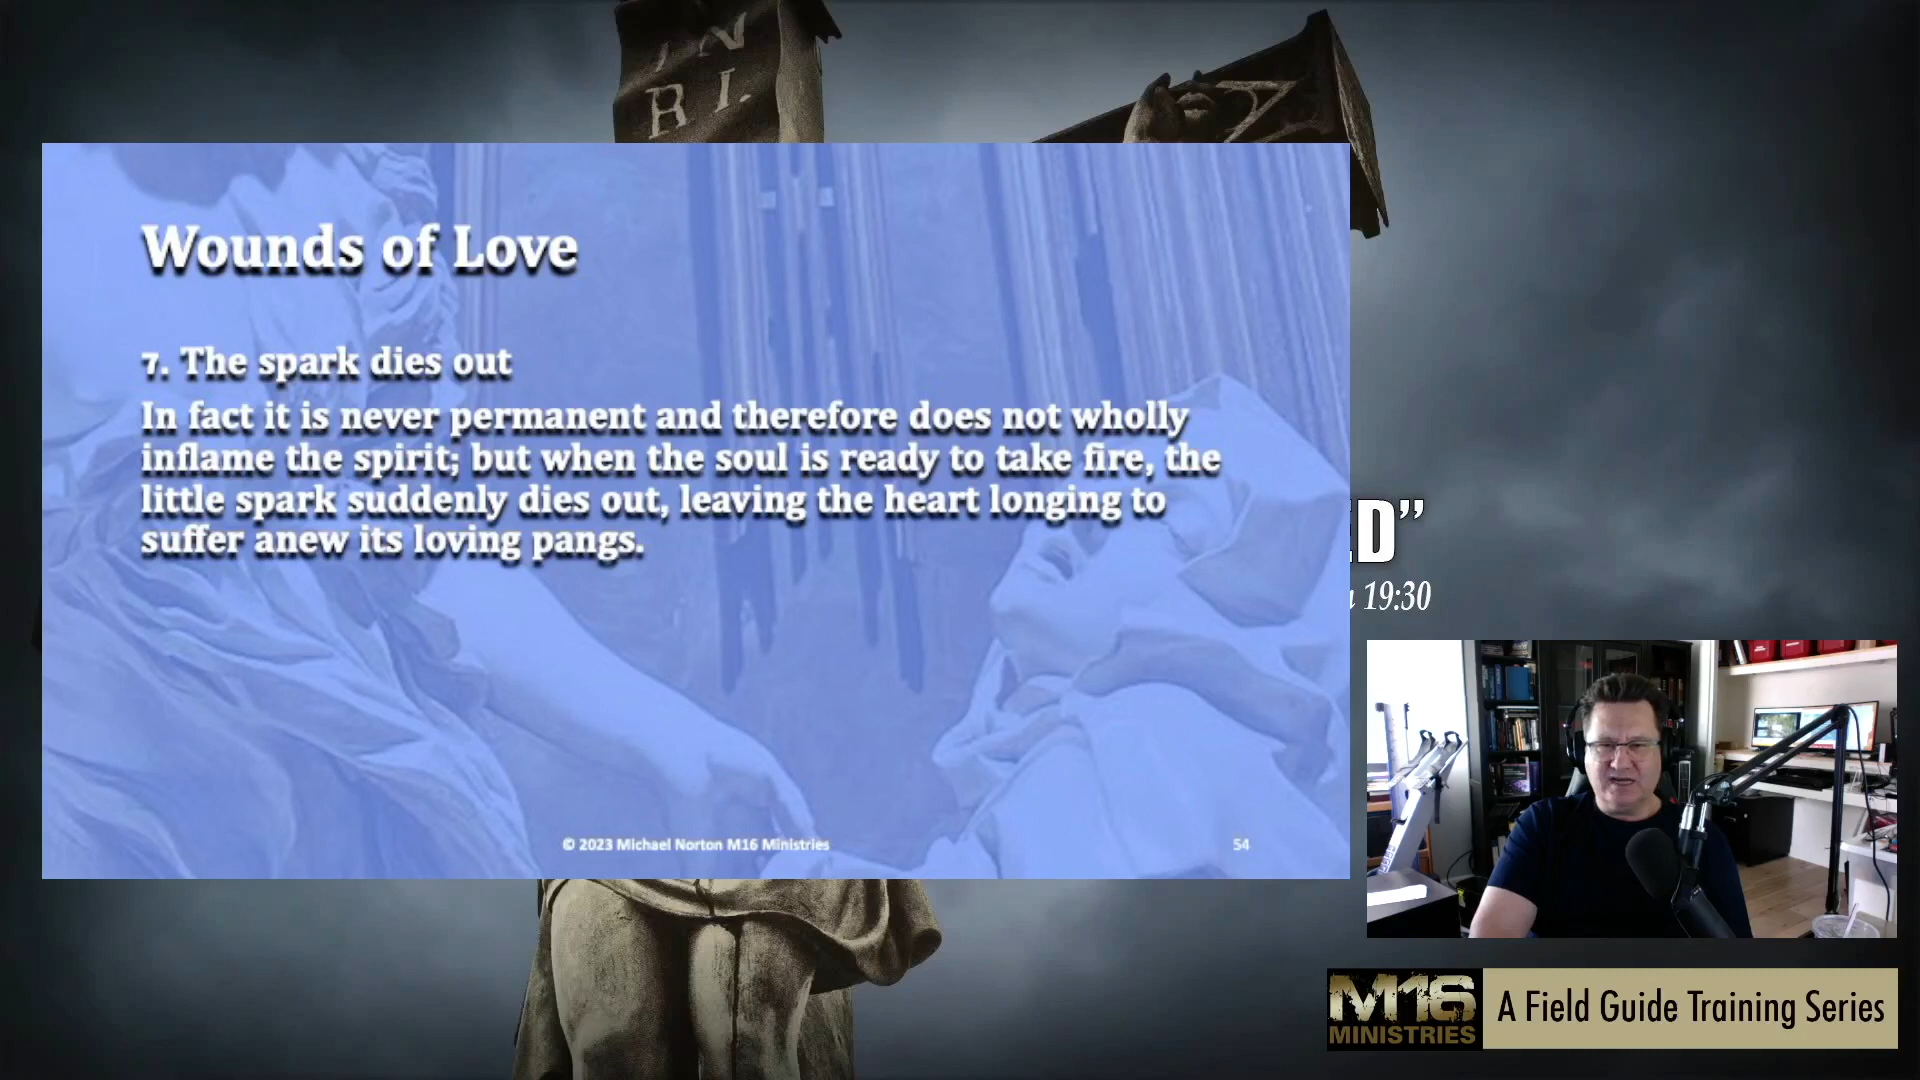 IN
RI.
Wounds of Love
7. The spark dies out
In fact it is never permanent and therefore does not wholly
inflame the spirit; but when the soul is ready to take fire, the
little spark suddenly dies out, leaving the heart longing to
suffer anew its loving pangs.
© 2023 Michael Norton M16 Ministries
54
ED”
19:30
M16
MINISTRIES
A Field Guide Training Series